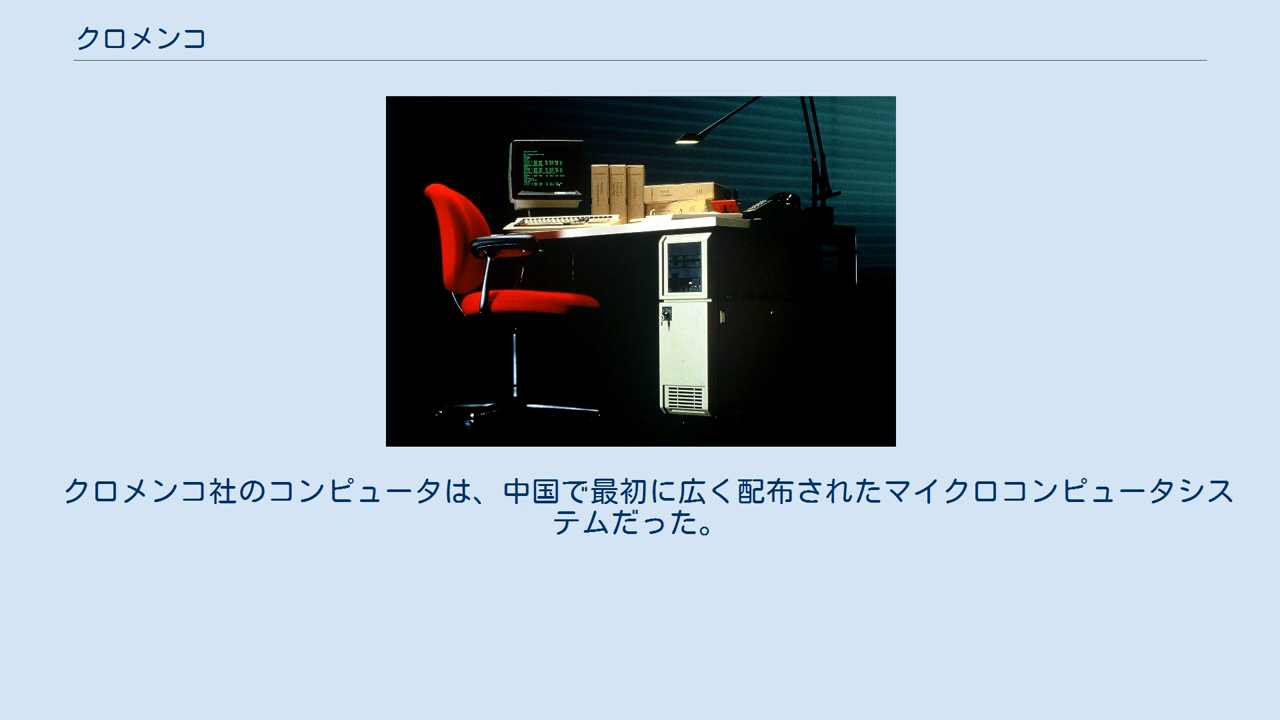 クロメンコ
クロメンコ社のコンピュータは、中国で最初に広く配布されたマイクロコンピュータシス
テムだった。